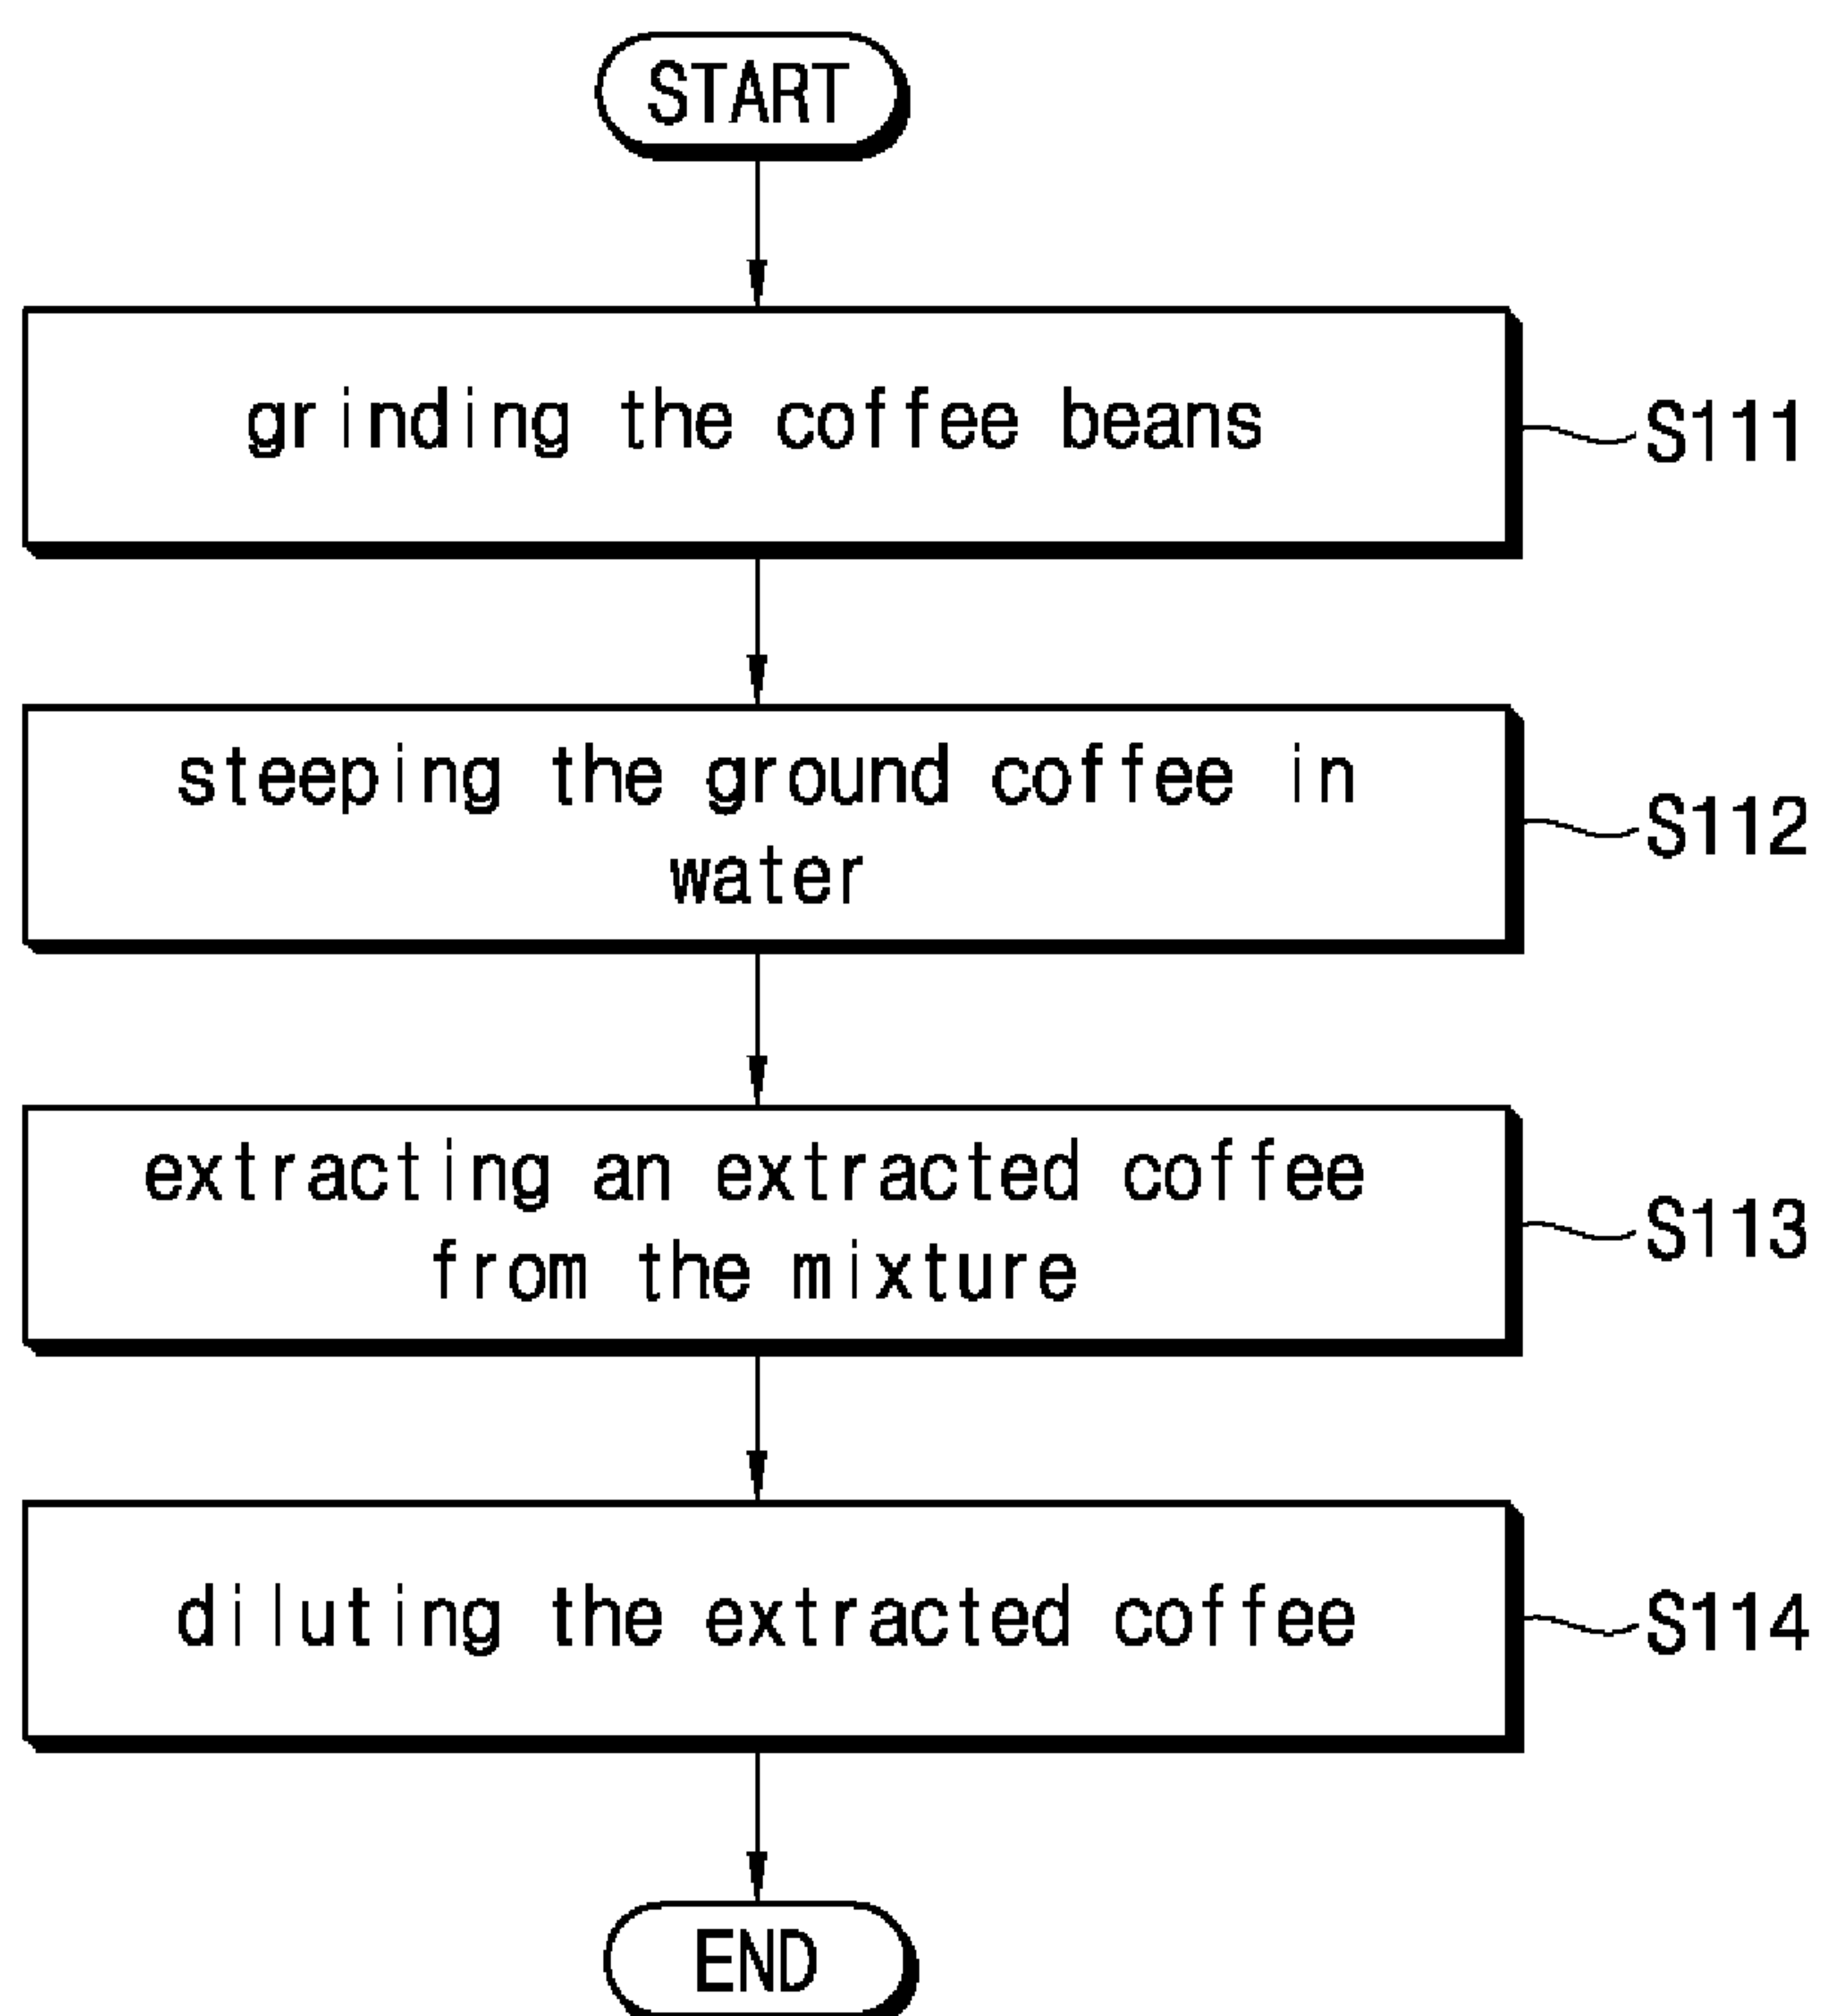 START
grinding the coffee beans
S111
steeping the ground coffee in
water
S112
extracting an extracted coffee
from the mixture
S113
diluting the extracted coffee
S114
END